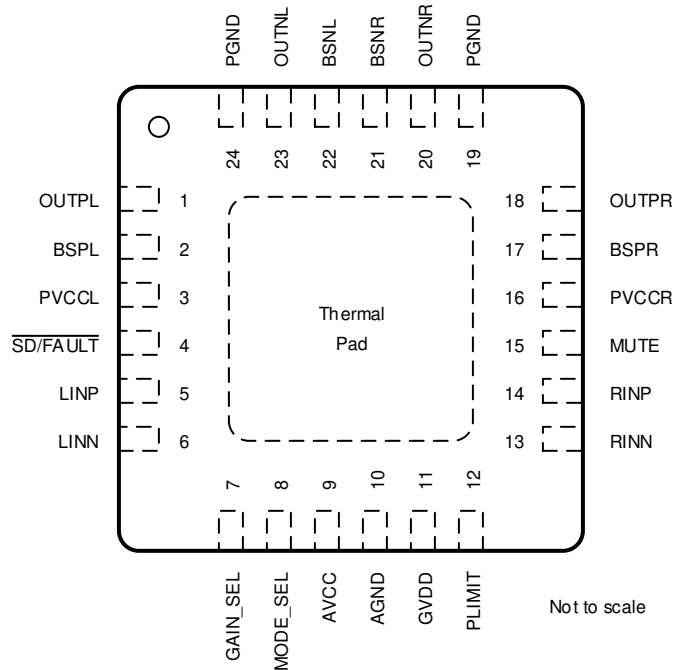 PGND OUTNL BSNL BSNR OUTNR PGND
24 23 22 21 20 19
OUTPL 1 18 OUTPR
BSPL 2 17 BSPR
PVCCL 3 16 PVCCR
Thermal
Pad
SD/FAULT 4 15 MUTE
LINP 5 14 RINP
LINN 6 13 RINN
7 8 9 10 11 12
GAIN_SEL MODE_SEL AVCC AGND GVDD PLIMIT
Not to scale